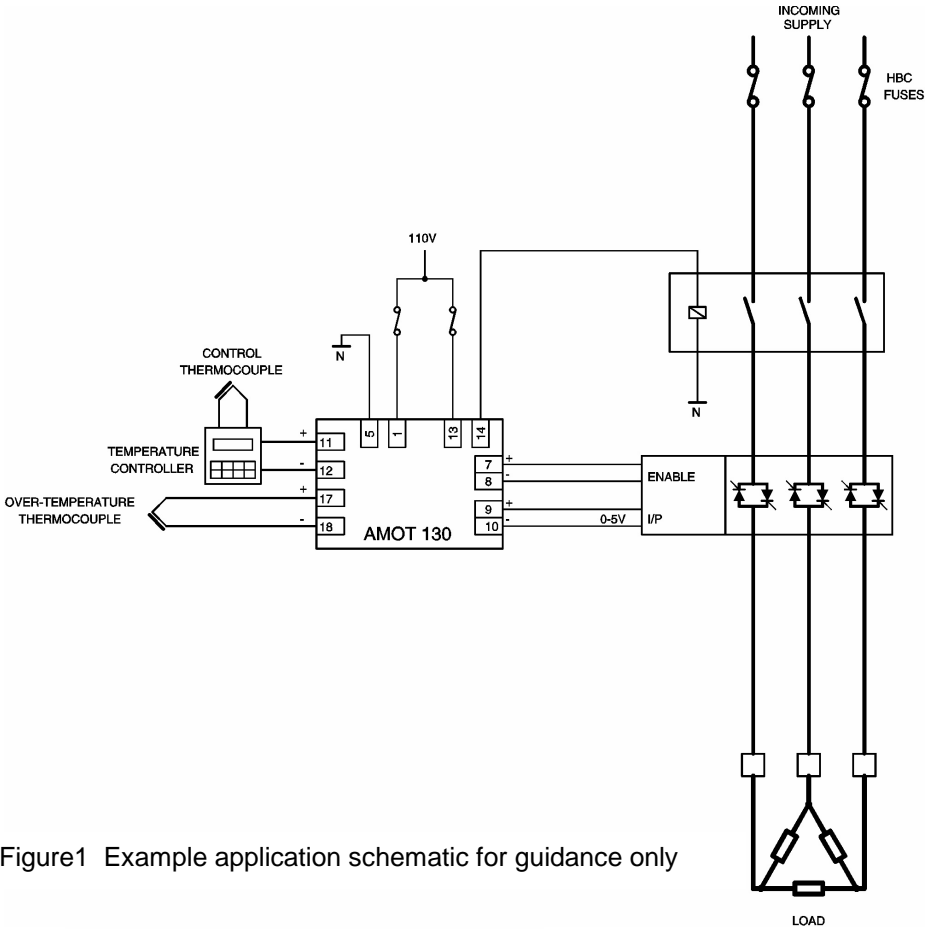 INCOMING
SUPPLY
HBC
FUSES
110V
N
N
CONTROL
THERMOCOUPLE
TEMPERATURE
CONTROLLER
OVER-TEMPERATURE
THERMOCOUPLE
+
11
-
12
+
17
-
18
5
1
13
14
7
+
8
-
9
+
10
-
AMOT 130
ENABLE
0-5V
I/P
Figure1 Example application schematic for guidance only
LOAD